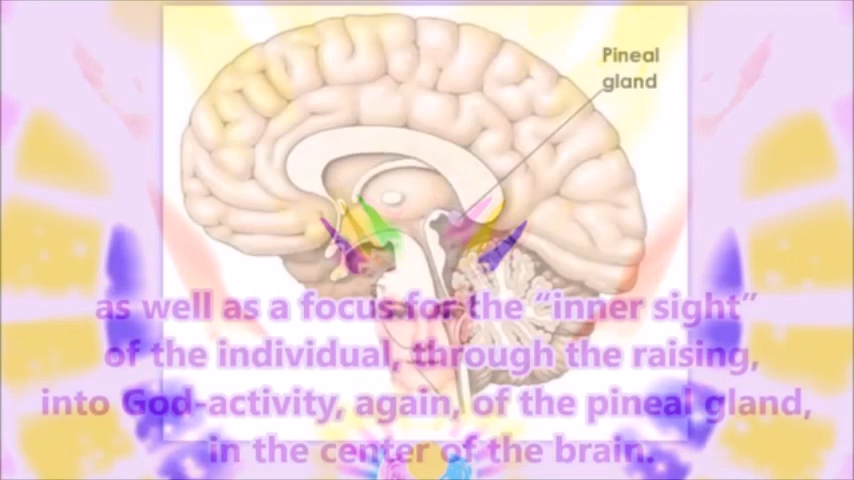 Pineal
gland
as well as a focus for the “inner sight”
of the individual, through the raising,
into God-activity, again, of the pineal gland,
in the center of the brain.